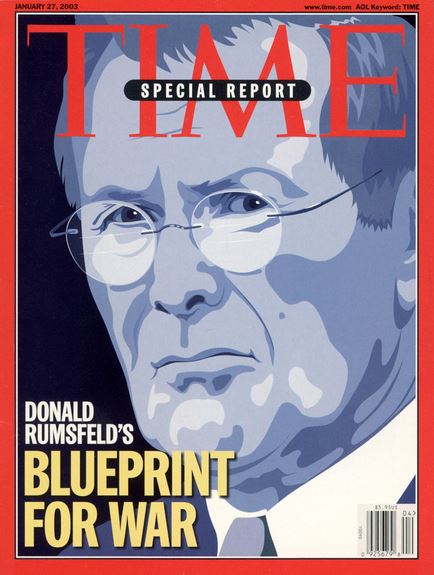 JANUARY 27, 2003
www.time.com AOL Keyword: TIME
TIME
SPECIAL REPORT
DONALD
RUMSFELD'S
BLUEPRINT
FOR WAR
$3.95US
04>